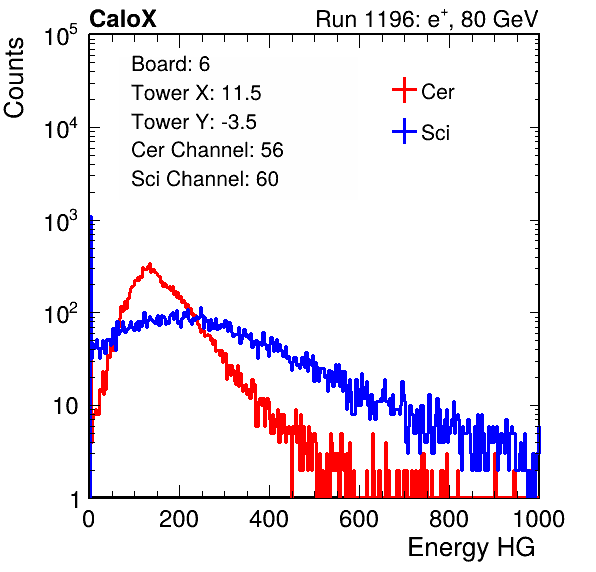 CaloX Run 1196: e⁺, 80 GeV
Counts
Board: 6
Tower X: 11.5
Tower Y: -3.5
Cer Channel: 56
Sci Channel: 60
Cer
Sci
10⁵
10⁴
10³
10²
10
1
0 200 400 600 800 1000
Energy HG